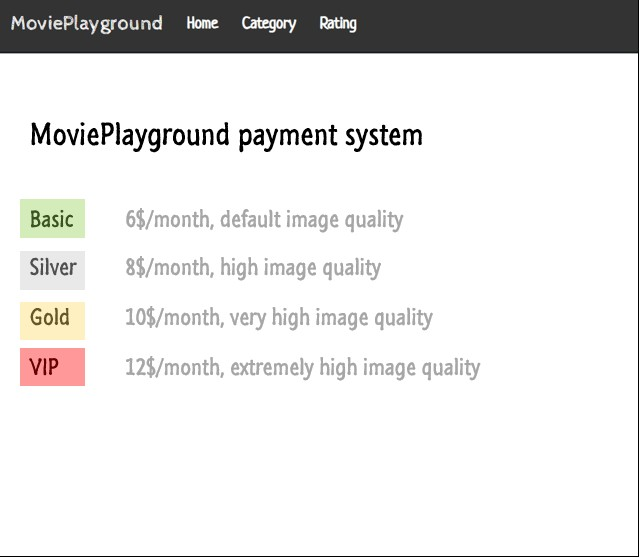 MoviePlayground Home Category Rating
MoviePlayground payment system
Basic 6$/month, default image quality
Silver 8$/month, high image quality
Gold 10$/month, very high image quality
VIP 12$/month, extremely high image quality